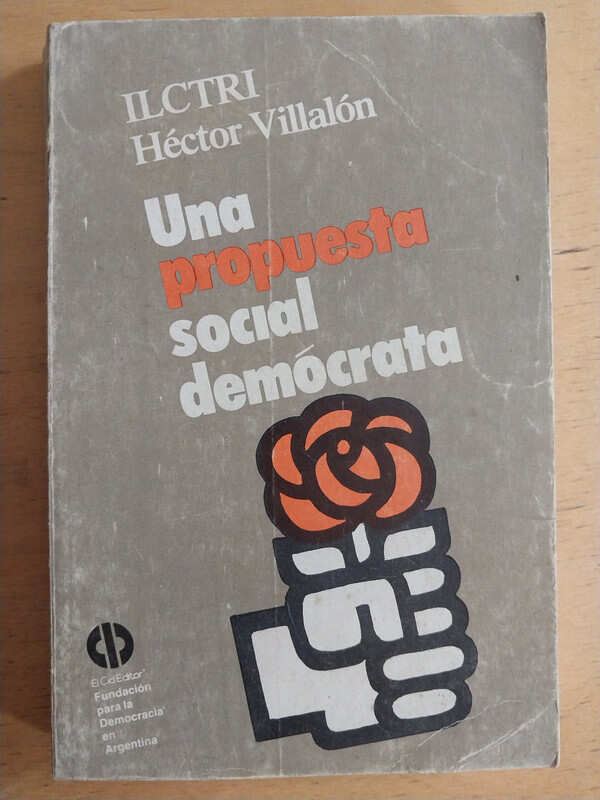 ILCTRI
Héctor Villalón
Una
propuesta
social
demócrata
El Cid Editor
Fundación
para la
Democracia
en
Argentina